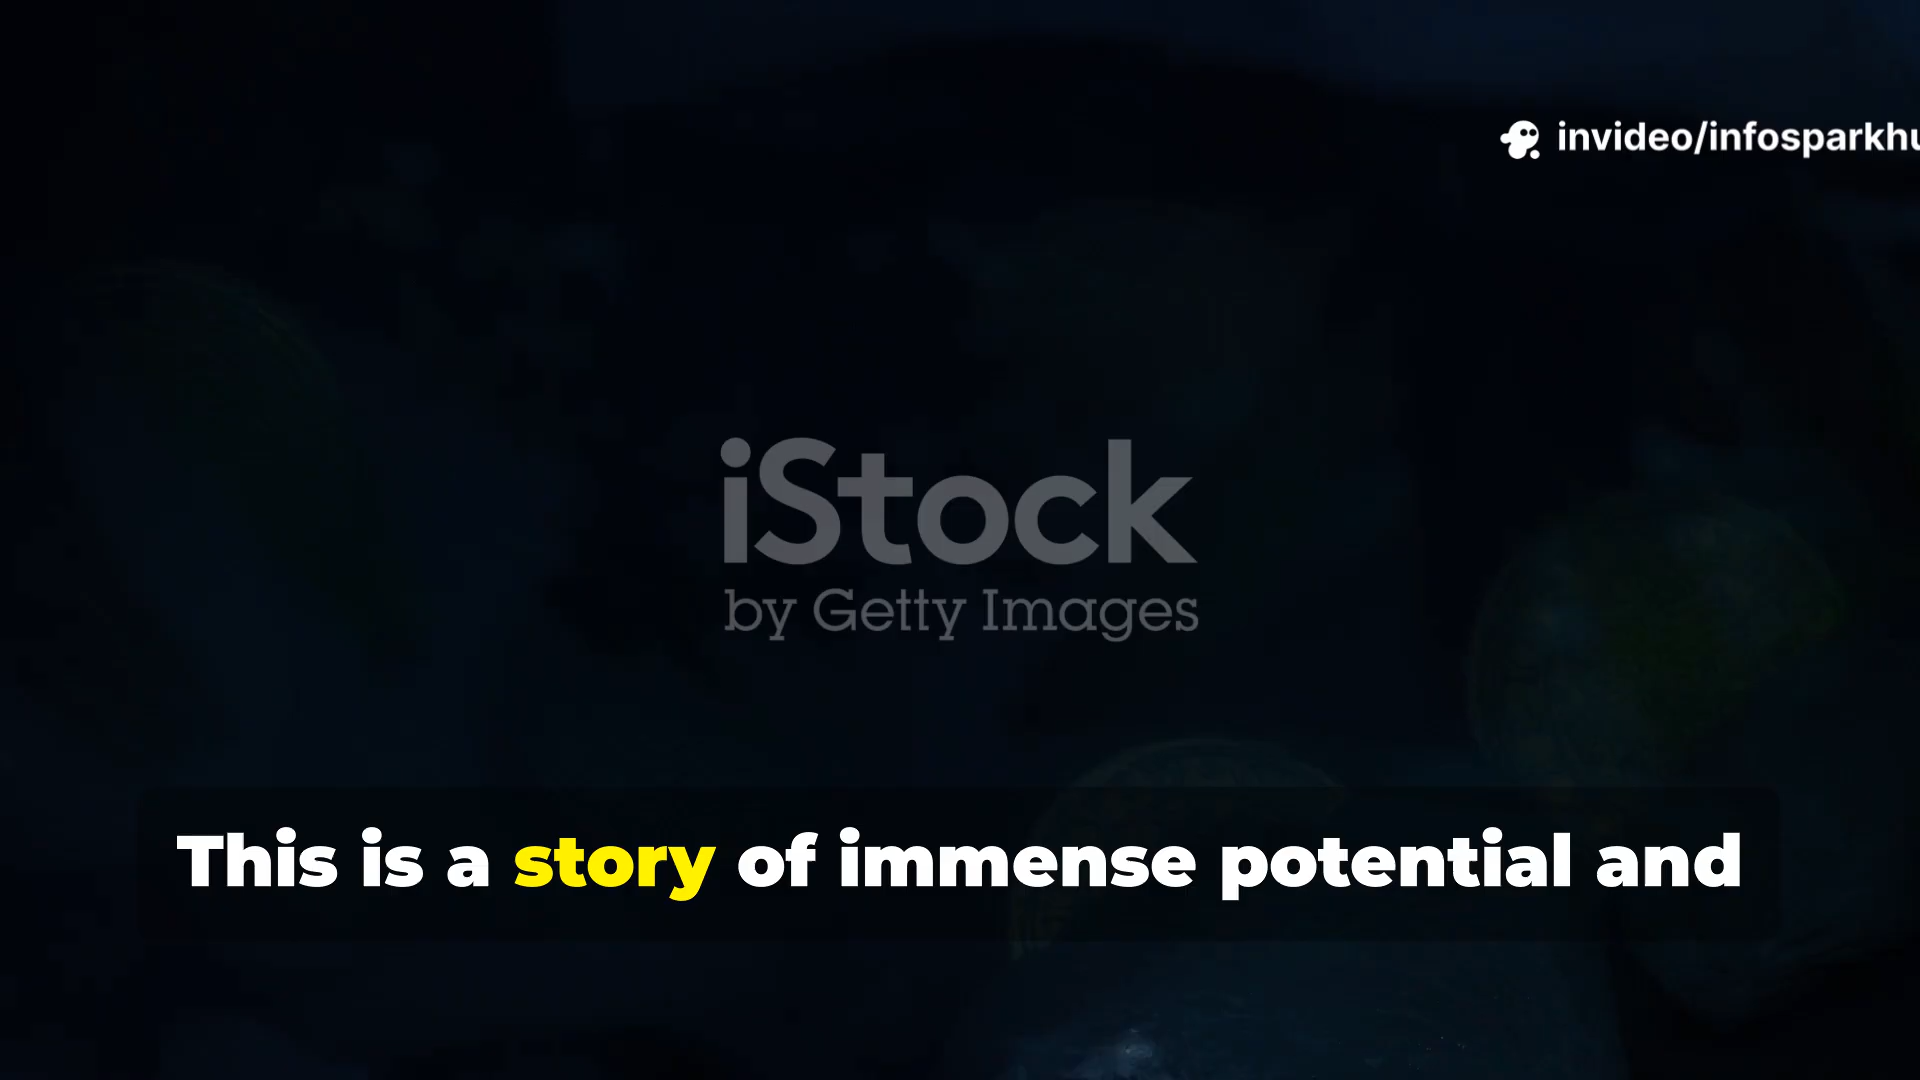 invideo/infosparkhu
iStock
by Getty Images
This is a story of immense potential and